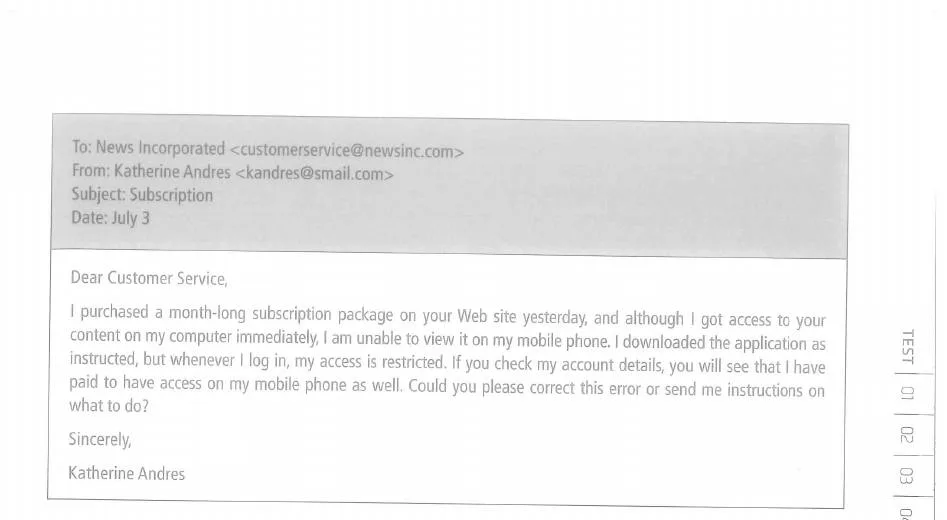 To: News Incorporated <customerservice@newsinc.com>
From: Katherine Andres <kandres@smail.com>
Subject: Subscription
Date: July 3
Dear Customer Service,
I purchased a month-long subscription package on your Web site yesterday, and although I got access to your
content on my computer immediately, I am unable to view it on my mobile phone. I downloaded the application as
instructed, but whenever I log in, my access is restricted. If you check my account details, you will see that I have
paid to have access on my mobile phone as well. Could you please correct this error or send me instructions on
what to do?
Sincerely,
Katherine Andres
TEST
01
02
03